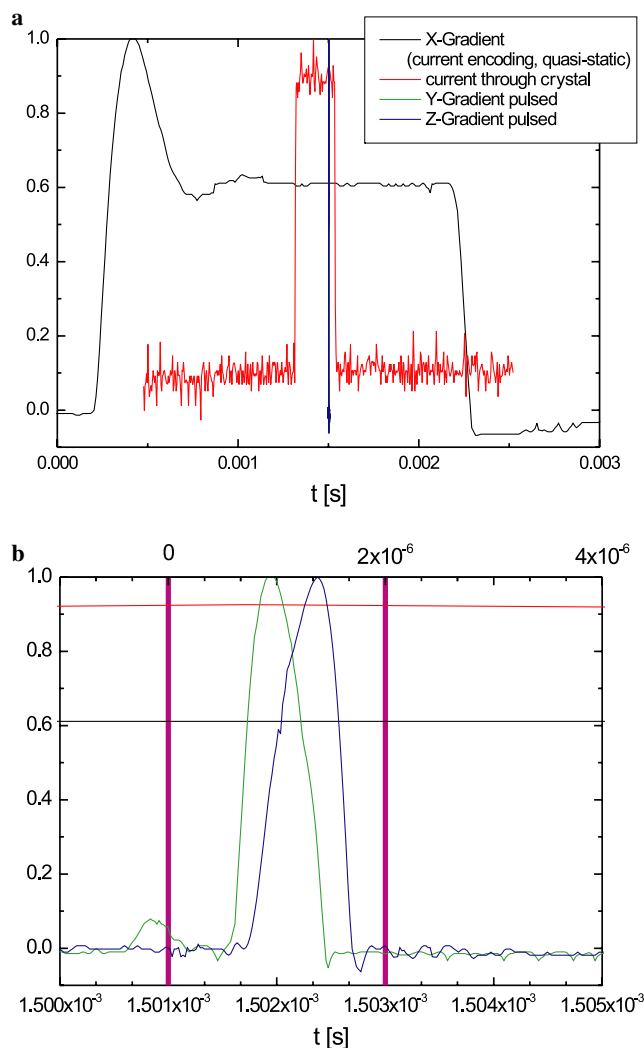 a
X-Gradient
(current encoding, quasi-static)
current through crystal
Y-Gradient pulsed
Z-Gradient pulsed
1.0
0.8
0.6
0.4
0.2
0.0
0.000 0.001 0.002 0.003
t [s]
b
0 2x10⁻⁶ 4x10⁻⁶
1.0
0.8
0.6
0.4
0.2
0.0
1.500x10⁻³ 1.501x10⁻³ 1.502x10⁻³ 1.503x10⁻³ 1.504x10⁻³ 1.505x10⁻³
t [s]